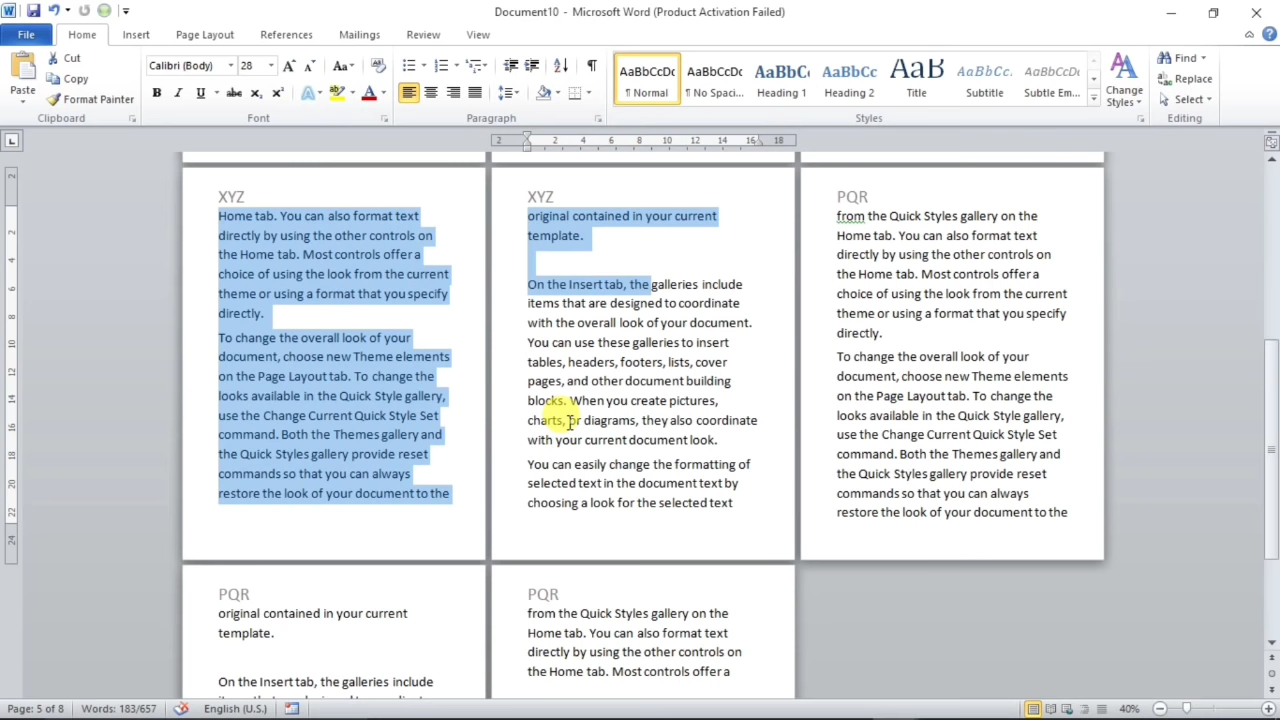 Document10 - Microsoft Word (Product Activation Failed)
File Home Insert Page Layout References Mailings Review View
Paste
Cut
Copy
Format Painter
Clipboard
Calibri (Body) 28
Font
Paragraph
AaBbCcDc AaBbCcDc AaBbCc AaBbCc AaB AaBbCcDc AaBbCcDc
¶ Normal ¶ No Spaci... Heading 1 Heading 2 Title Subtitle Subtle Em...
Change
Styles
Styles
Find
Replace
Select
Editing
2 2 4 6 8 10 12 14 16 18
XYZ
Home tab. You can also format text
directly by using the other controls on
the Home tab. Most controls offer a
choice of using the look from the current
theme or using a format that you specify
directly.
To change the overall look of your
document, choose new Theme elements
on the Page Layout tab. To change the
looks available in the Quick Style gallery,
use the Change Current Quick Style Set
command. Both the Themes gallery and
the Quick Styles gallery provide reset
commands so that you can always
restore the look of your document to the
XYZ
original contained in your current
template.
On the Insert tab, the galleries include
items that are designed to coordinate
with the overall look of your document.
You can use these galleries to insert
tables, headers, footers, lists, cover
pages, and other document building
blocks. When you create pictures,
charts, or diagrams, they also coordinate
with your current document look.
You can easily change the formatting of
selected text in the document text by
choosing a look for the selected text
PQR
from the Quick Styles gallery on the
Home tab. You can also format text
directly by using the other controls on
the Home tab. Most controls offer a
choice of using the look from the current
theme or using a format that you specify
directly.
To change the overall look of your
document, choose new Theme elements
on the Page Layout tab. To change the
looks available in the Quick Style gallery,
use the Change Current Quick Style Set
command. Both the Themes gallery and
the Quick Styles gallery provide reset
commands so that you can always
restore the look of your document to the
PQR
original contained in your current
template.
On the Insert tab, the galleries include
PQR
from the Quick Styles gallery on the
Home tab. You can also format text
directly by using the other controls on
the Home tab. Most controls offer a
Page: 5 of 8 Words: 183/657 English (U.S.) 40%